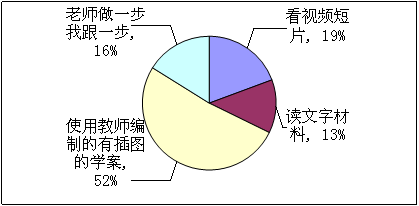 老师做一步
我跟一步,
16%
看视频短
片, 19%
读文字材
料, 13%
使用教师编
制的有插图
的学案,
52%